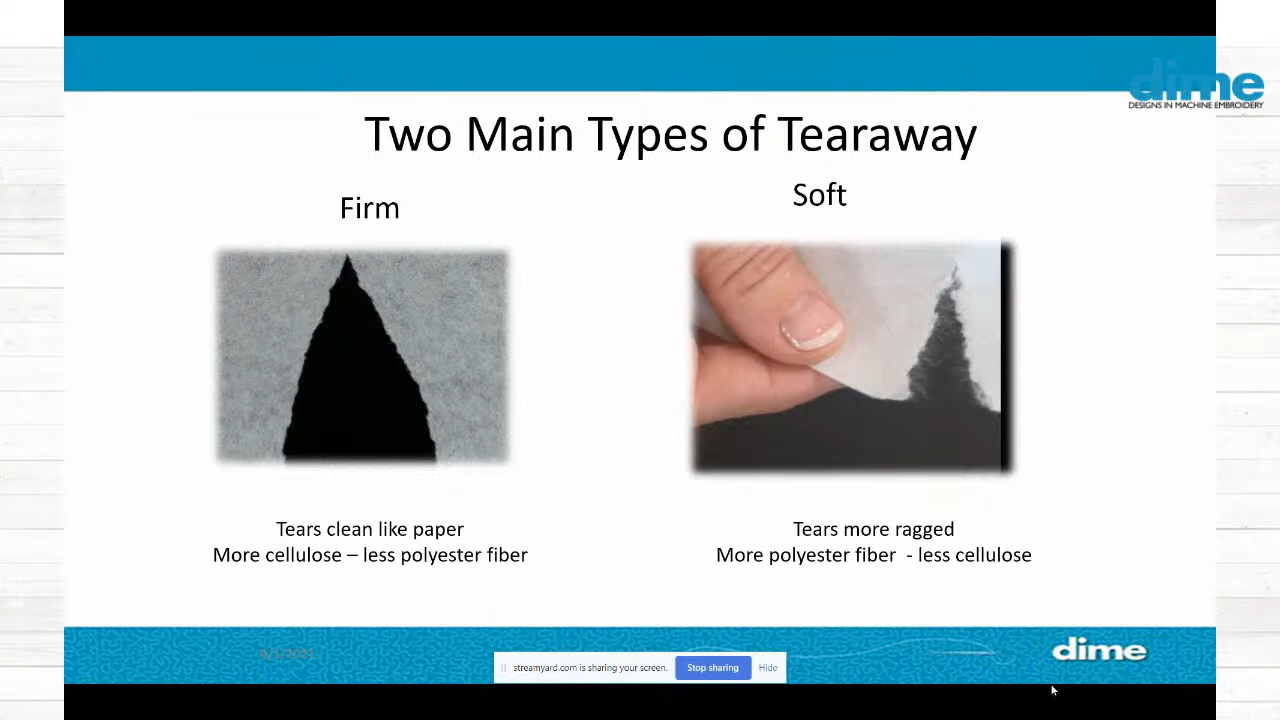 dime
DESIGNS IN MACHINE EMBROIDERY
Two Main Types of Tearaway
Firm
Soft
Tears clean like paper
More cellulose – less polyester fiber
Tears more ragged
More polyester fiber - less cellulose
streamyard.com is sharing your screen.
Stop sharing
Hide
dime